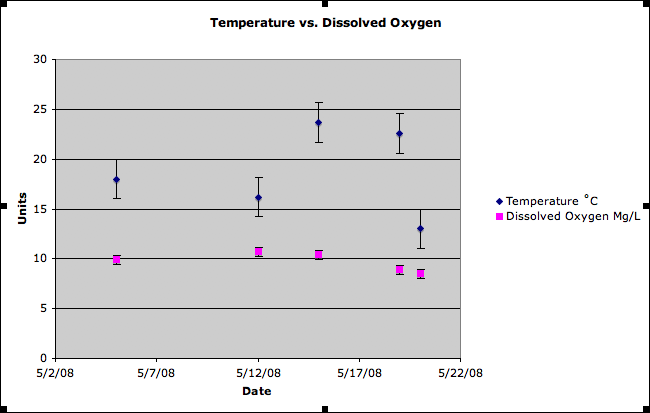 Temperature vs. Dissolved Oxygen
30
25
20
15
10
5
0
Units
5/2/08 5/7/08 5/12/08 5/17/08 5/22/08
Date
Temperature ˚C
Dissolved Oxygen Mg/L